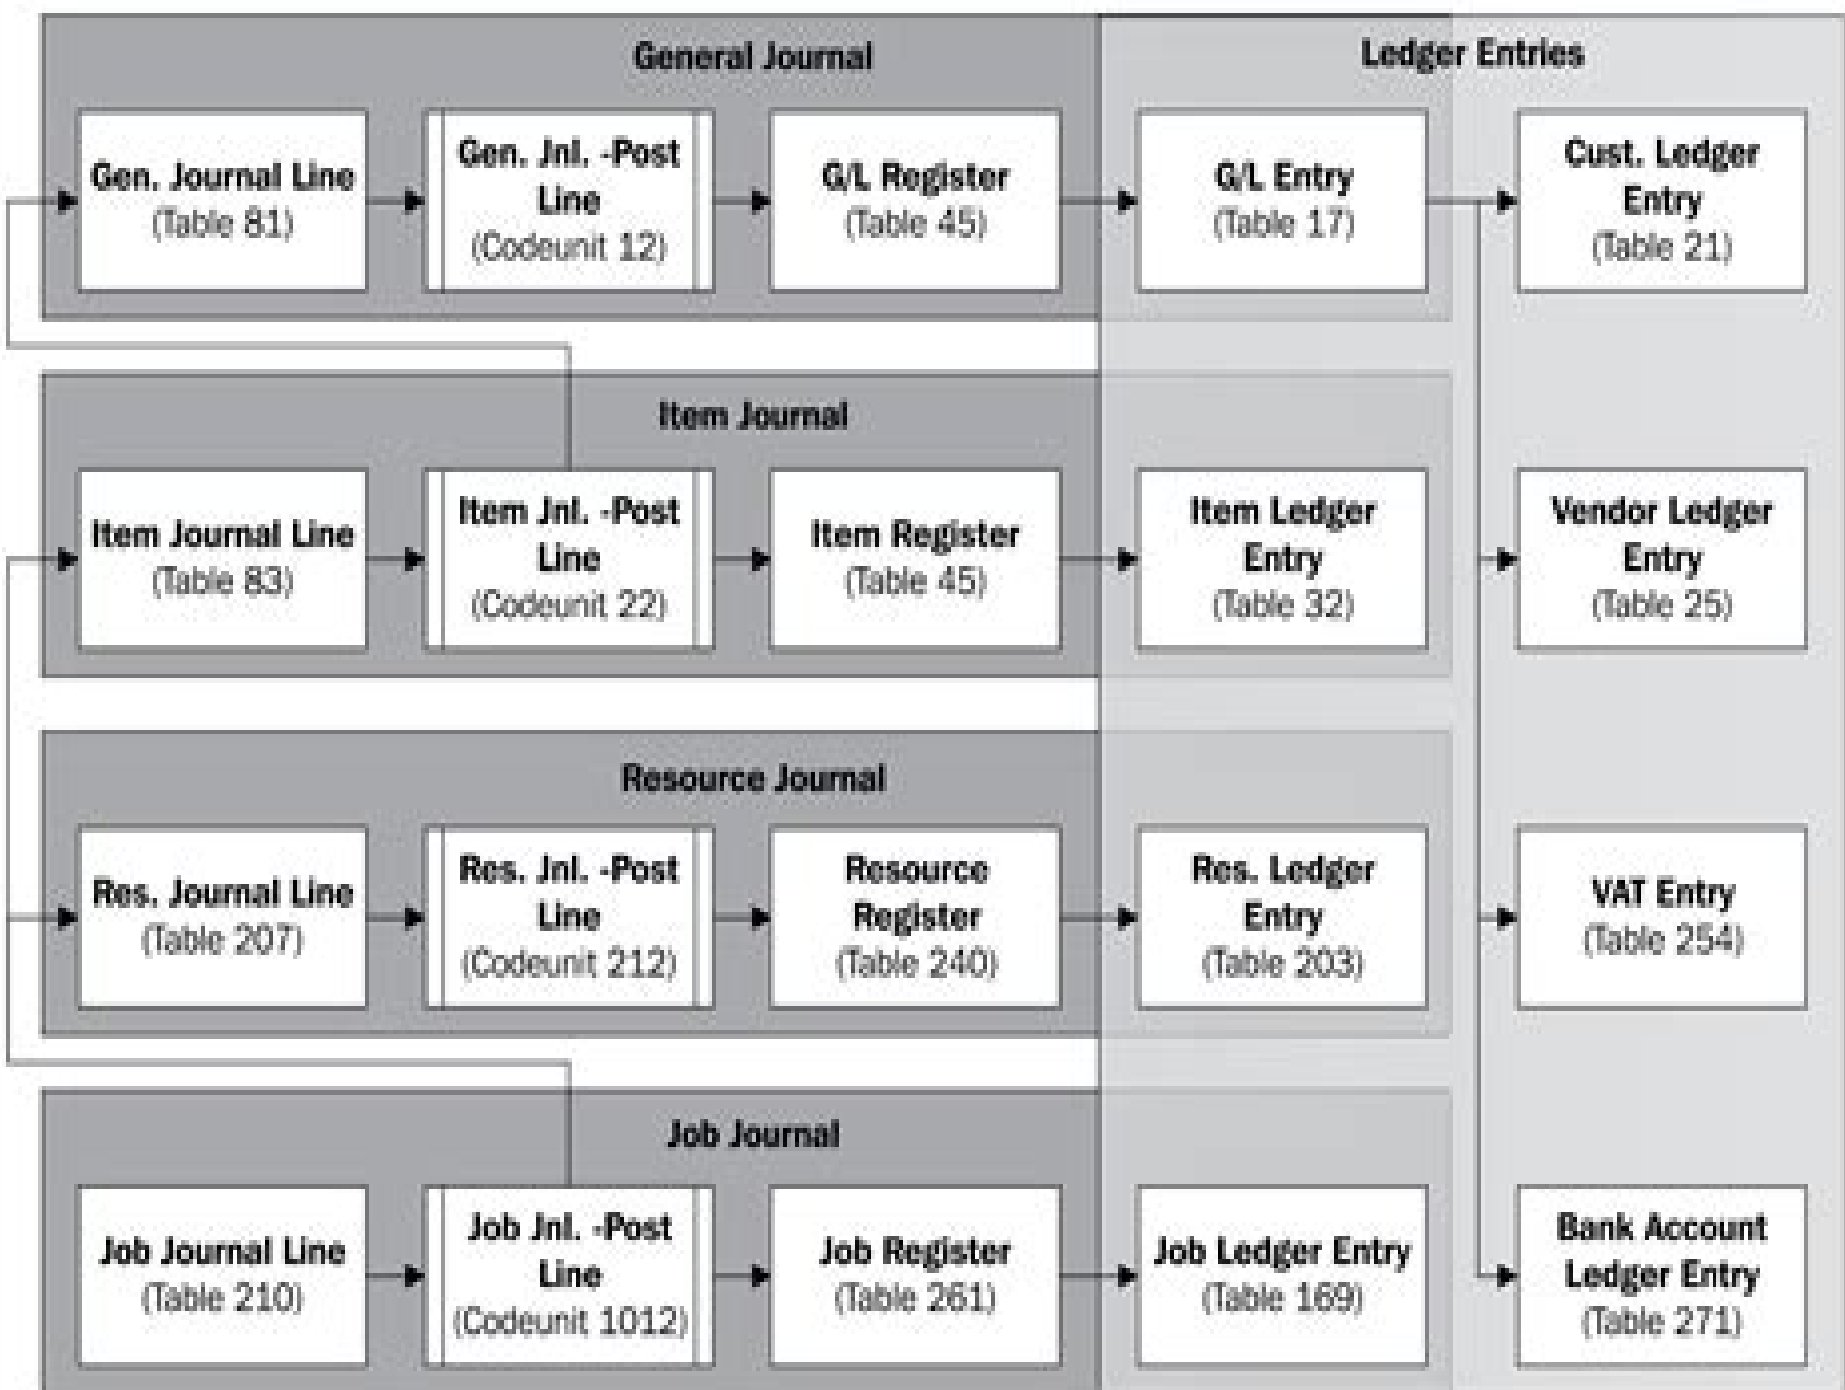 General Journal
Ledger Entries
Gen. Journal Line
(Table 81)
Gen. Jnl. -Post
Line
(Codeunit 12)
G/L Register
(Table 45)
G/L Entry
(Table 17)
Cust. Ledger
Entry
(Table 21)
Item Journal
Item Journal Line
(Table 83)
Item Jnl. -Post
Line
(Codeunit 22)
Item Register
(Table 45)
Item Ledger
Entry
(Table 32)
Vendor Ledger
Entry
(Table 25)
Resource Journal
Res. Journal Line
(Table 207)
Res. Jnl. -Post
Line
(Codeunit 212)
Resource
Register
(Table 240)
Res. Ledger
Entry
(Table 203)
VAT Entry
(Table 254)
Job Journal
Job Journal Line
(Table 210)
Job Jnl. -Post
Line
(Codeunit 1012)
Job Register
(Table 261)
Job Ledger Entry
(Table 169)
Bank Account
Ledger Entry
(Table 271)